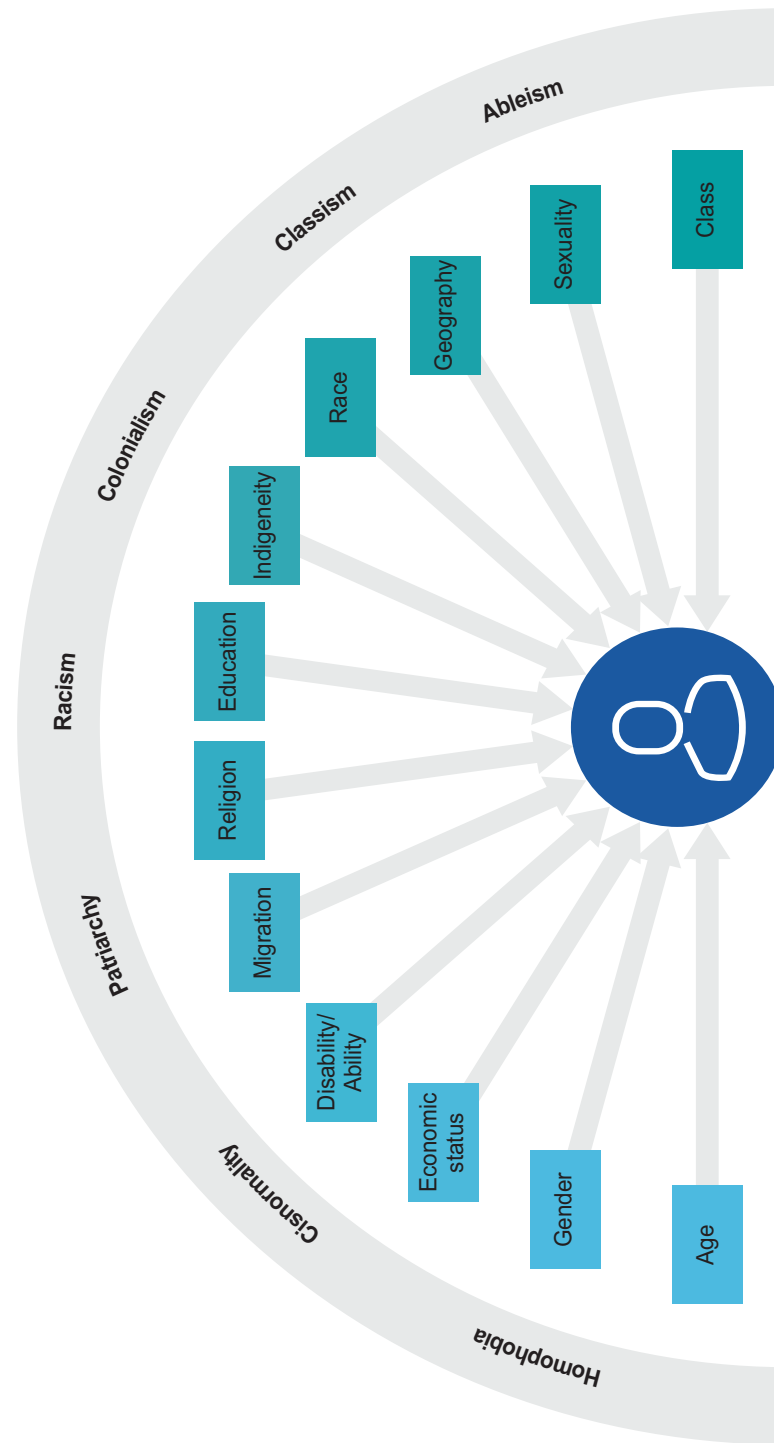 Homophobia
Cisnormality
Patriarchy
Racism
Colonialism
Classism
Ableism
Age
Gender
Economic
status
Disability/
Ability
Migration
Religion
Education
Indigeneity
Race
Geography
Sexuality
Class